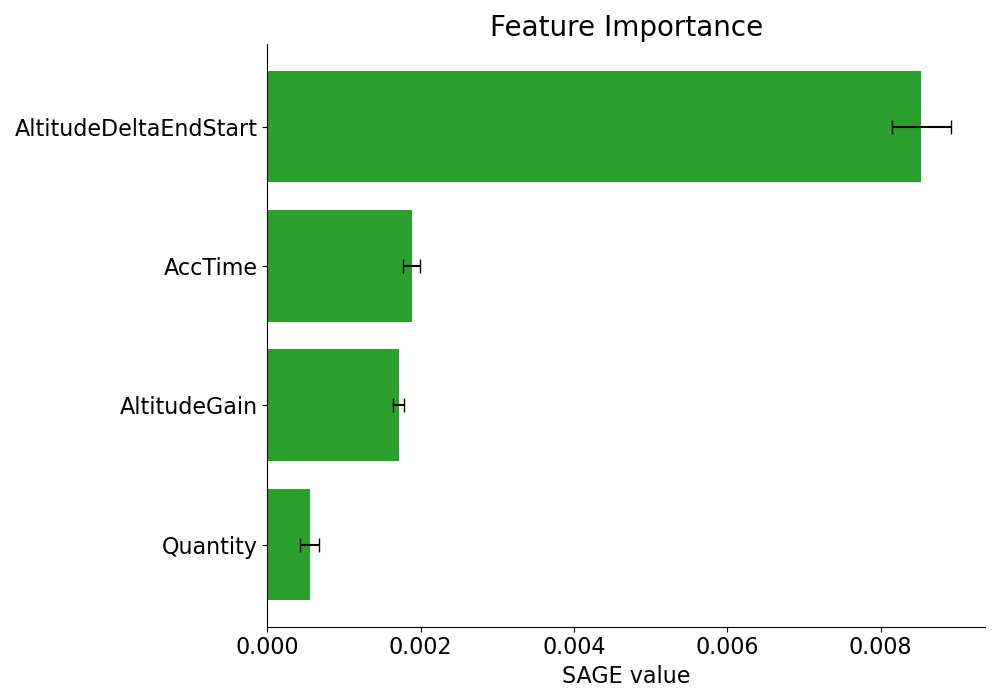 Feature Importance
AltitudeDeltaEndStart
AccTime
AltitudeGain
Quantity
0.000 0.002 0.004 0.006 0.008
SAGE value